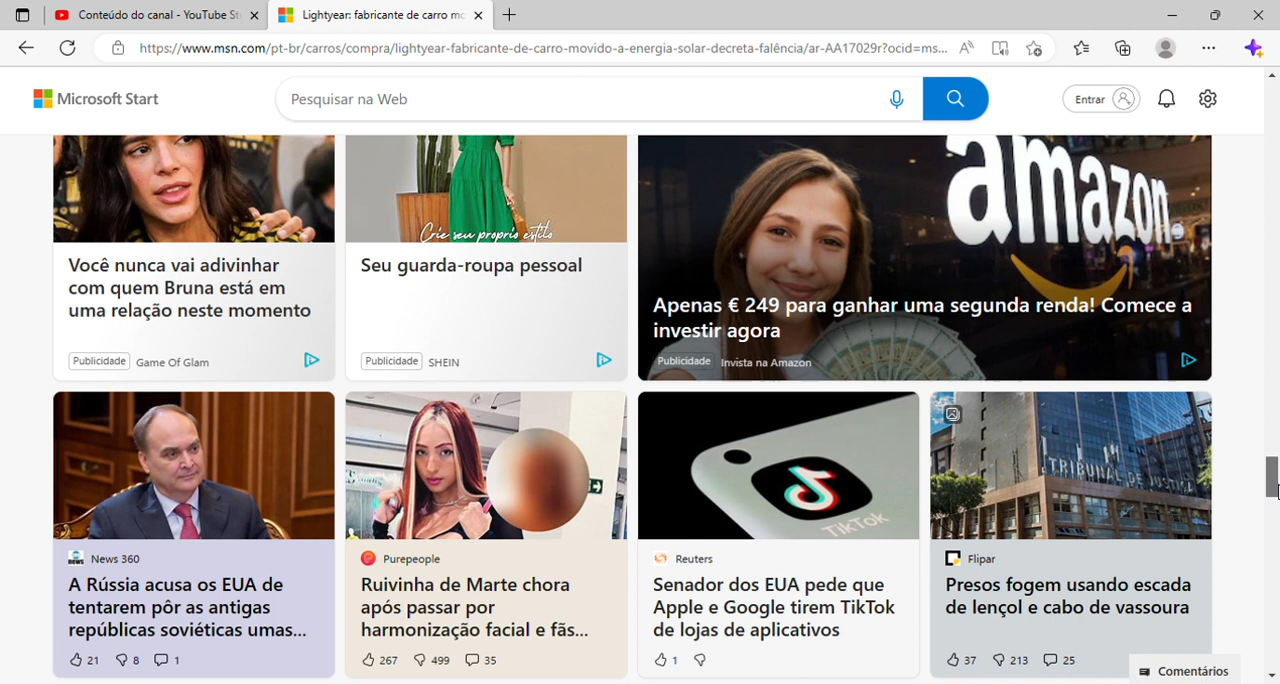 Conteúdo do canal - YouTube St
Lightyear: fabricante de carro mo
https://www.msn.com/pt-br/carros/compra/lightyear-fabricante-de-carro-movido-a-energia-solar-decreta-falência/ar-AA17029r?ocid=ms...
Microsoft Start
Pesquisar na Web
Entrar
Crie seu proprio estilo
amazon
Você nunca vai adivinhar
com quem Bruna está em
uma relação neste momento
Publicidade Game Of Glam
Seu guarda-roupa pessoal
Publicidade SHEIN
Apenas € 249 para ganhar uma segunda renda! Comece a
investir agora
Publicidade Invista na Amazon
TRIBUNAL DE JUSTIÇA
TikTok
News 360
A Rússia acusa os EUA de
tentarem pôr as antigas
repúblicas soviéticas umas...
21 8 1
Purepeople
Ruivinha de Marte chora
após passar por
harmonização facial e fãs...
267 499 35
Reuters
Senador dos EUA pede que
Apple e Google tirem TikTok
de lojas de aplicativos
1
Flipar
Presos fogem usando escada
de lençol e cabo de vassoura
37 213 25
Comentários